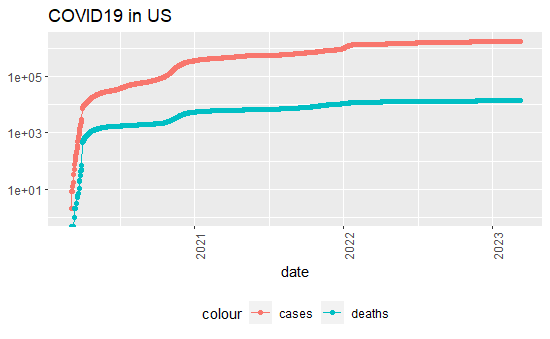 COVID19 in US
1e+05
1e+03
1e+01
2021
2022
2023
date
colour
cases
deaths